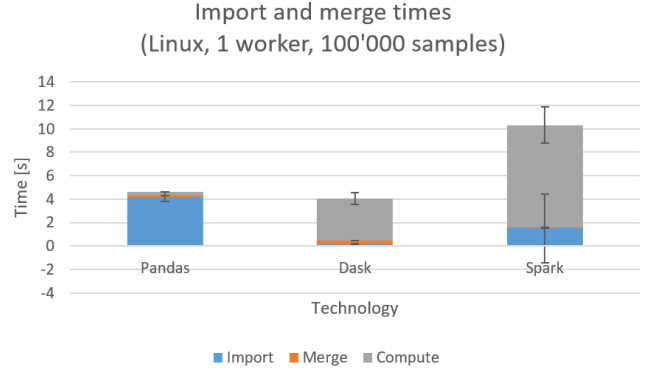 Import and merge times
(Linux, 1 worker, 100'000 samples)
14
12
10
8
6
4
2
0
-2
-4
Time [s]
Pandas Dask Spark
Technology
Import Merge Compute